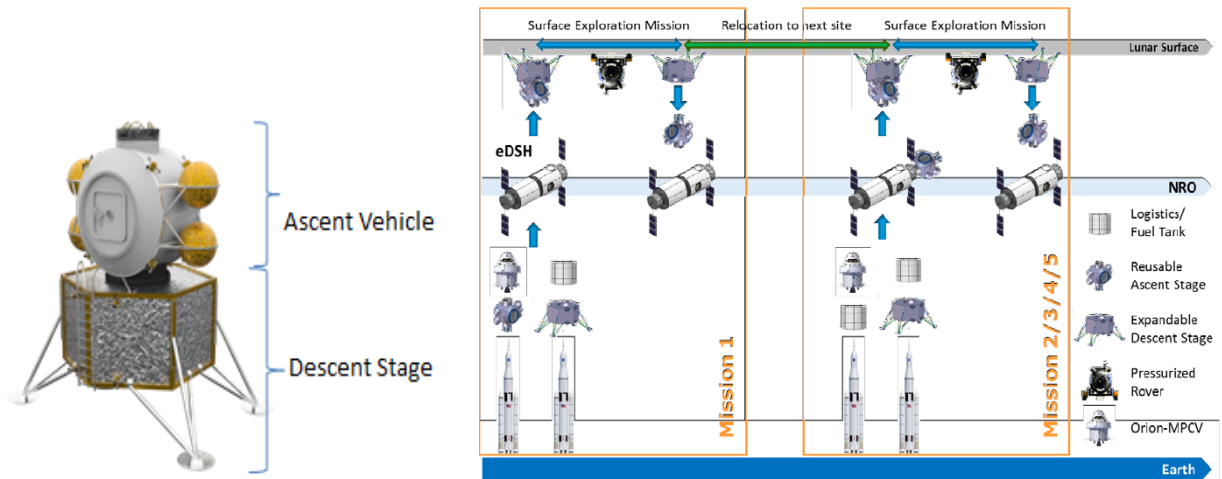 Ascent Vehicle
Descent Stage
Surface Exploration Mission
Relocation to next site
Surface Exploration Mission
Lunar Surface
eDSH
NRO
Logistics/
Fuel Tank
Reusable
Ascent Stage
Expandable
Descent Stage
Pressurized
Rover
Orion-MPCV
Mission 1
Mission 2/3/4/5
Earth